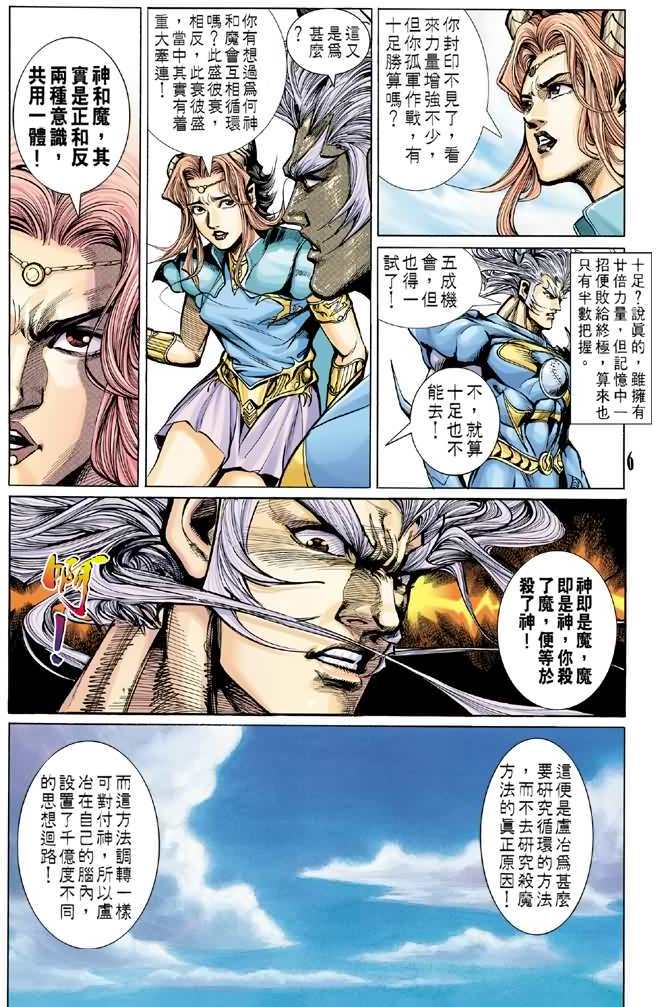 你封印不見了，看
來力量增強不少，
但你孤軍作戰，有
十足勝算嗎？
十足？說眞的，雖擁有
廿倍力量，但記憶中一
招便敗給終極，算來也
只有半數把握。
五成機
會，但
也得一
試了！
不，就算
十足也不
能去！
這又
是爲
甚麼
？
你有想過爲何神
和魔會互相循環
嗎？此盛彼衰，
相反，此衰彼盛
，當中其實有着
重大牽連！
神和魔，其
實是正和反
兩種意識，
共用一體！
6
啊！
神即是魔，魔
即是神，你殺
了魔，便等於
殺了神！
這便是盧冶爲甚麼
要研究循環的方法
，而不去研究殺魔
方法的眞正原因！
而這方法調轉一樣
可對付神，所以盧
冶在自己的腦內，
設置了千億度不同
的思想迴路！